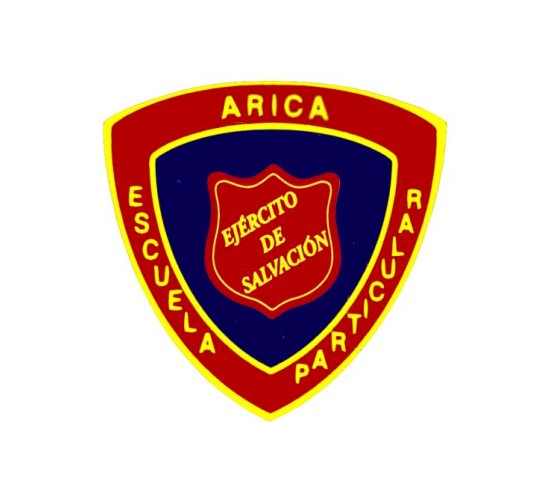 ARICA
ESCUELA
PARTICULAR
EJÉRCITO
DE
SALVACIÓN